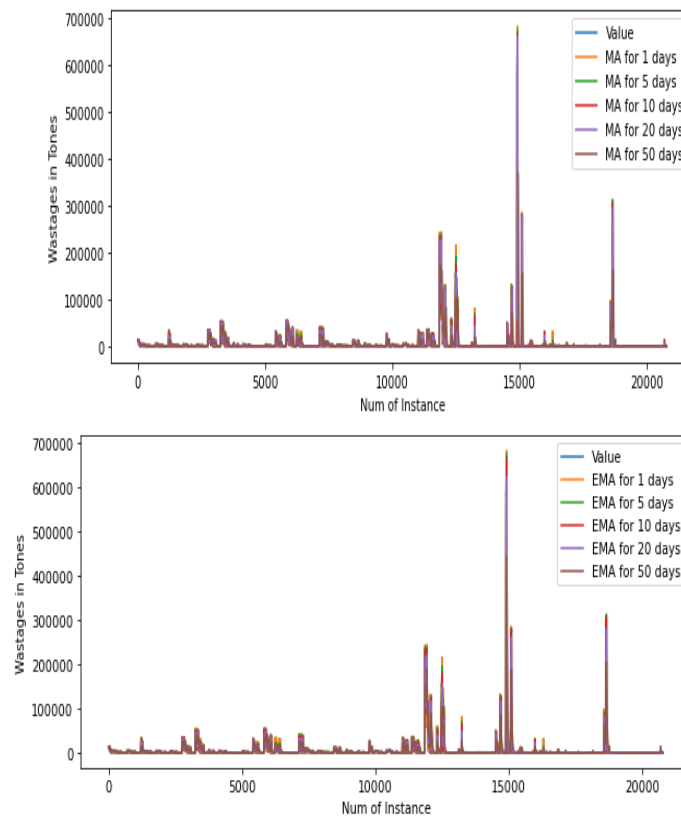 700000
600000
500000
400000
300000
200000
100000
0
Wastages in Tones
Value
MA for 1 days
MA for 5 days
MA for 10 days
MA for 20 days
MA for 50 days
0
5000
10000
15000
20000
Num of Instance
700000
600000
500000
400000
300000
200000
100000
0
Wastages in Tones
Value
EMA for 1 days
EMA for 5 days
EMA for 10 days
EMA for 20 days
EMA for 50 days
0
5000
10000
15000
20000
Num of Instance